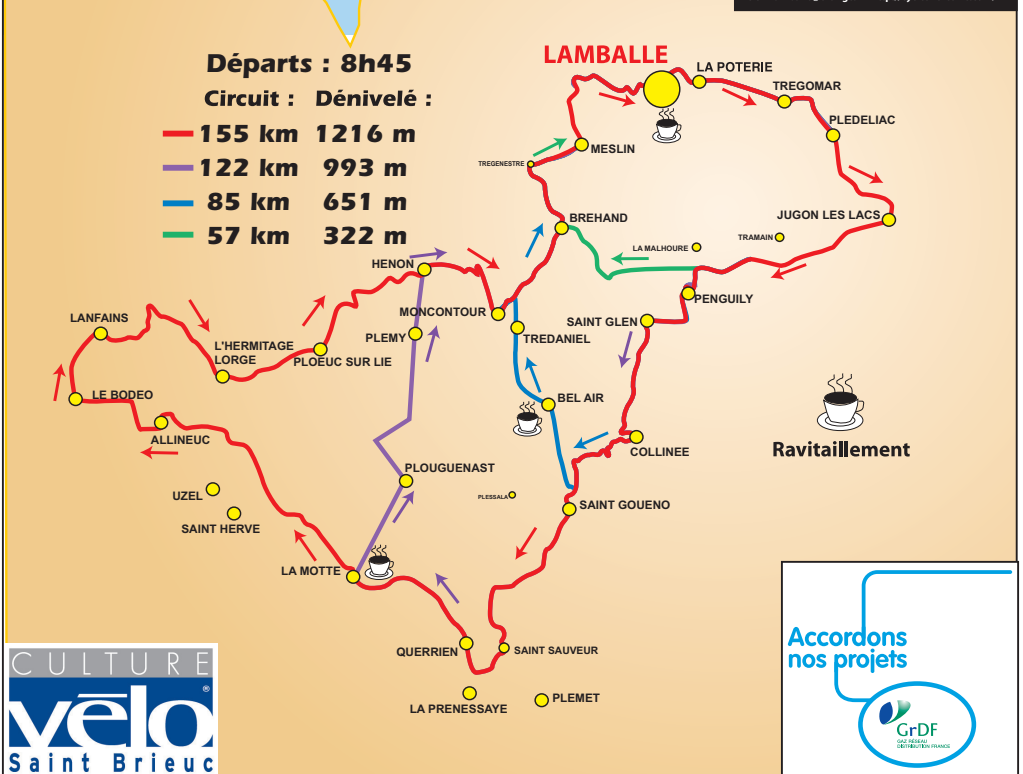 Départs : 8h45
Circuit : Dénivelé :
155 km 1216 m
122 km 993 m
85 km 651 m
57 km 322 m
LAMBALLE
LA POTERIE
TREGOMAR
PLEDELIAC
MESLIN
TREGENESTRE
BREHAND
JUGON LES LACS
TRAMAIN
LA MALHOURE
HENON
PENGUILY
MONCONTOUR
SAINT GLEN
LANFAINS
TREDANIEL
PLEMY
L'HERMITAGE
LORGE
PLOEUC SUR LIE
LE BODEO
BEL AIR
ALLINEUC
COLLINEE
Ravitaillement
PLOUGUENAST
UZEL
PLESSALA
SAINT GOUENO
SAINT HERVE
LA MOTTE
QUERRIEN
SAINT SAUVEUR
LA PRENESSAYE
PLEMET
CULTURE
vélo
®
Saint Brieuc
Accordons
nos projets
GrDF
GAZ RÉSEAU
DISTRIBUTION FRANCE